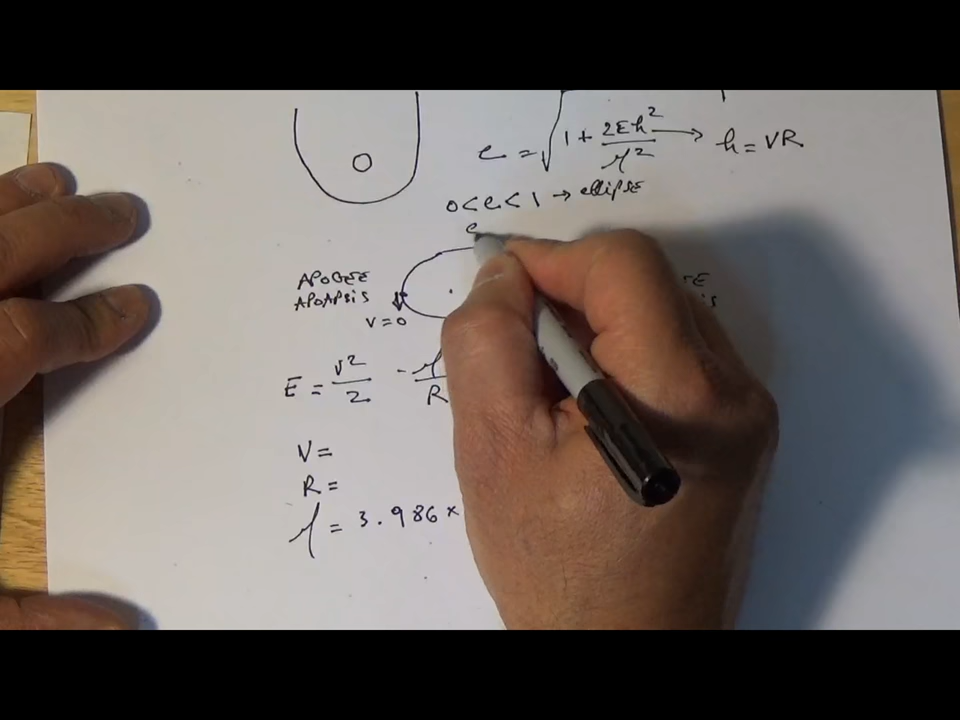 e = √(1 + 2Eh²/μ²) → h = VR
0 < e < 1 → ellipse
e
APOGEE
APOAPSIS
V = 0
E = V²/2 - μ/R
V =
R =
μ = 3.986 ×